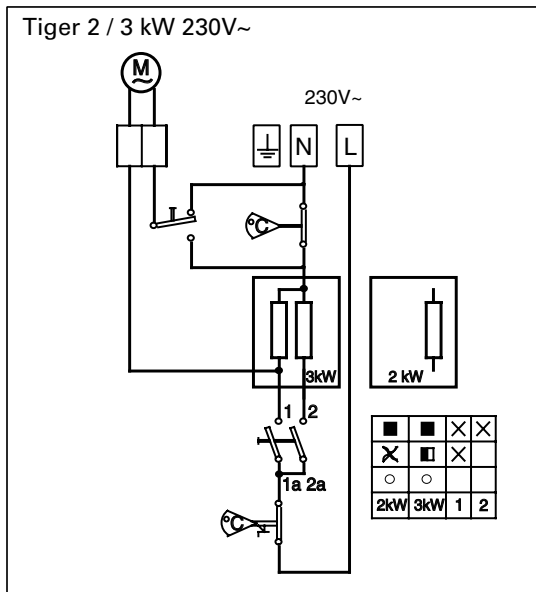 Tiger 2 / 3 kW 230V~
M
~
230V~
N L
°C
3kW 2 kW
1 2
1a 2a
°C
2kW 3kW 1 2